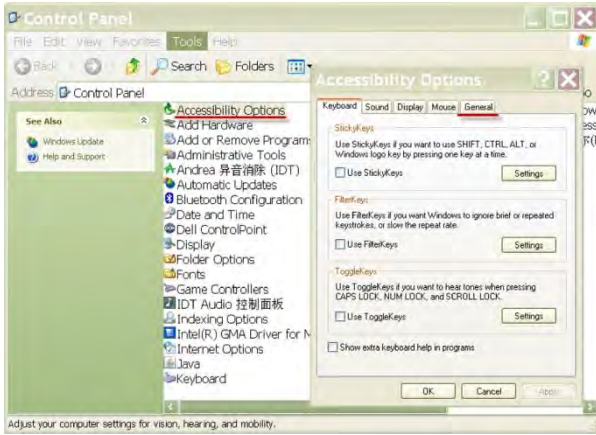 Control Panel
File Edit View Favorites Tools Help
Back Search Folders
Address Control Panel
See Also
Windows Update
Help and Support
Accessibility Options
Add Hardware
Add or Remove Program
Administrative Tools
Andrea 异音消除 (IDT)
Automatic Updates
Bluetooth Configuration
Date and Time
Dell ControlPoint
Display
Folder Options
Fonts
Game Controllers
IDT Audio 控制面板
Indexing Options
Intel(R) GMA Driver for M
Internet Options
Java
Keyboard
Accessibility Options
Keyboard Sound Display Mouse General
StickyKeys
Use StickyKeys if you want to use SHIFT, CTRL, ALT, or
Windows logo key by pressing one key at a time.
Use StickyKeys Settings
FilterKeys
Use FilterKeys if you want Windows to ignore brief or repeated
keystrokes, or slow the repeat rate.
Use FilterKeys Settings
ToggleKeys
Use ToggleKeys if you want to hear tones when pressing
CAPS LOCK, NUM LOCK, and SCROLL LOCK.
Use ToggleKeys Settings
Show extra keyboard help in programs
OK Cancel Apply
Adjust your computer settings for vision, hearing, and mobility.